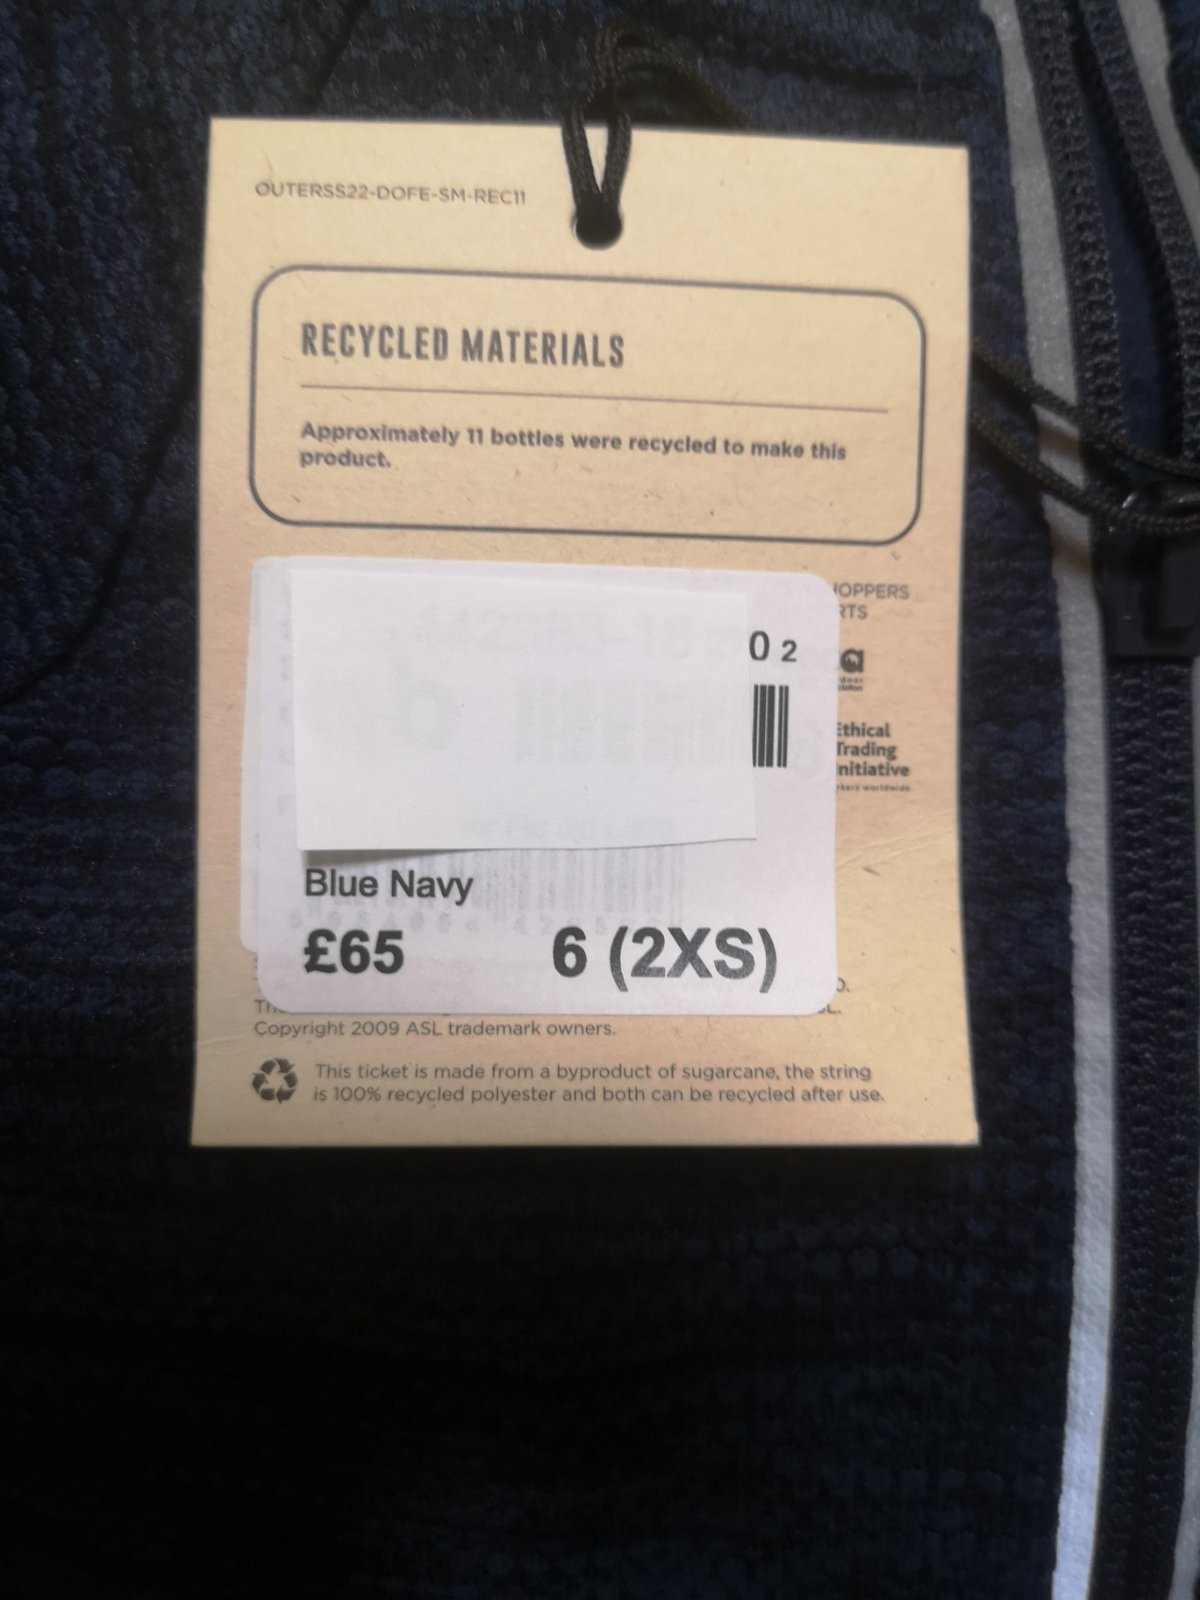 OUTERSS22-DOFE-SM-REC11
RECYCLED MATERIALS
Approximately 11 bottles were recycled to make this
product.
0 2
Ethical
Trading
Initiative
Blue Navy
£65 6 (2XS)
Copyright 2009 ASL trademark owners.
This ticket is made from a byproduct of sugarcane, the string
is 100% recycled polyester and both can be recycled after use.